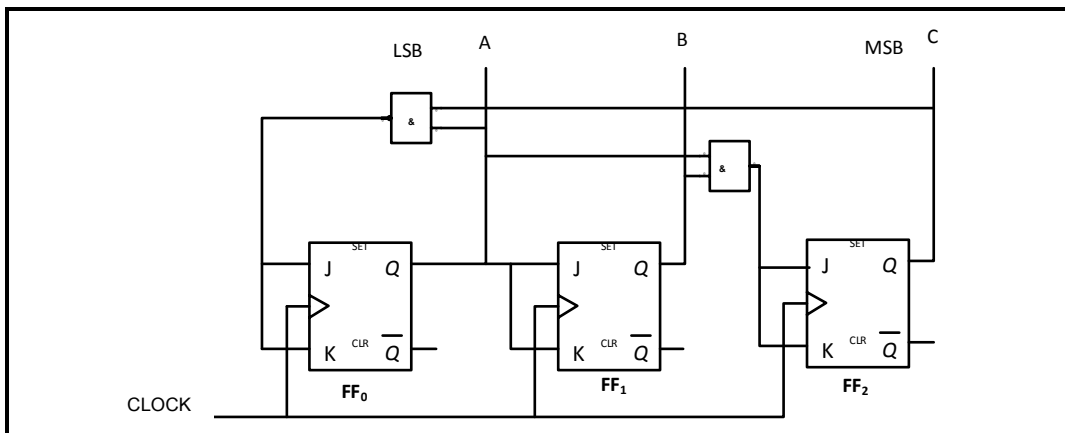 LSB A B MSB C
&
&
SET SET SET
J Q J Q J Q
K CLR Q̅ K CLR Q̅ K CLR Q̅
FF₀ FF₁ FF₂
CLOCK